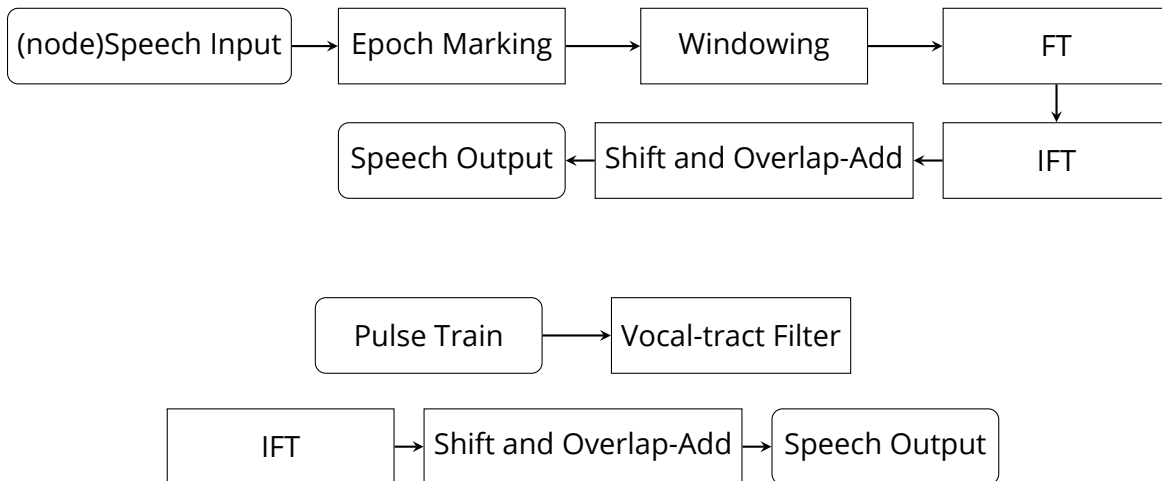 (node)Speech Input
Epoch Marking
Windowing
FT
Speech Output
Shift and Overlap-Add
IFT
Pulse Train
Vocal-tract Filter
IFT
Shift and Overlap-Add
Speech Output